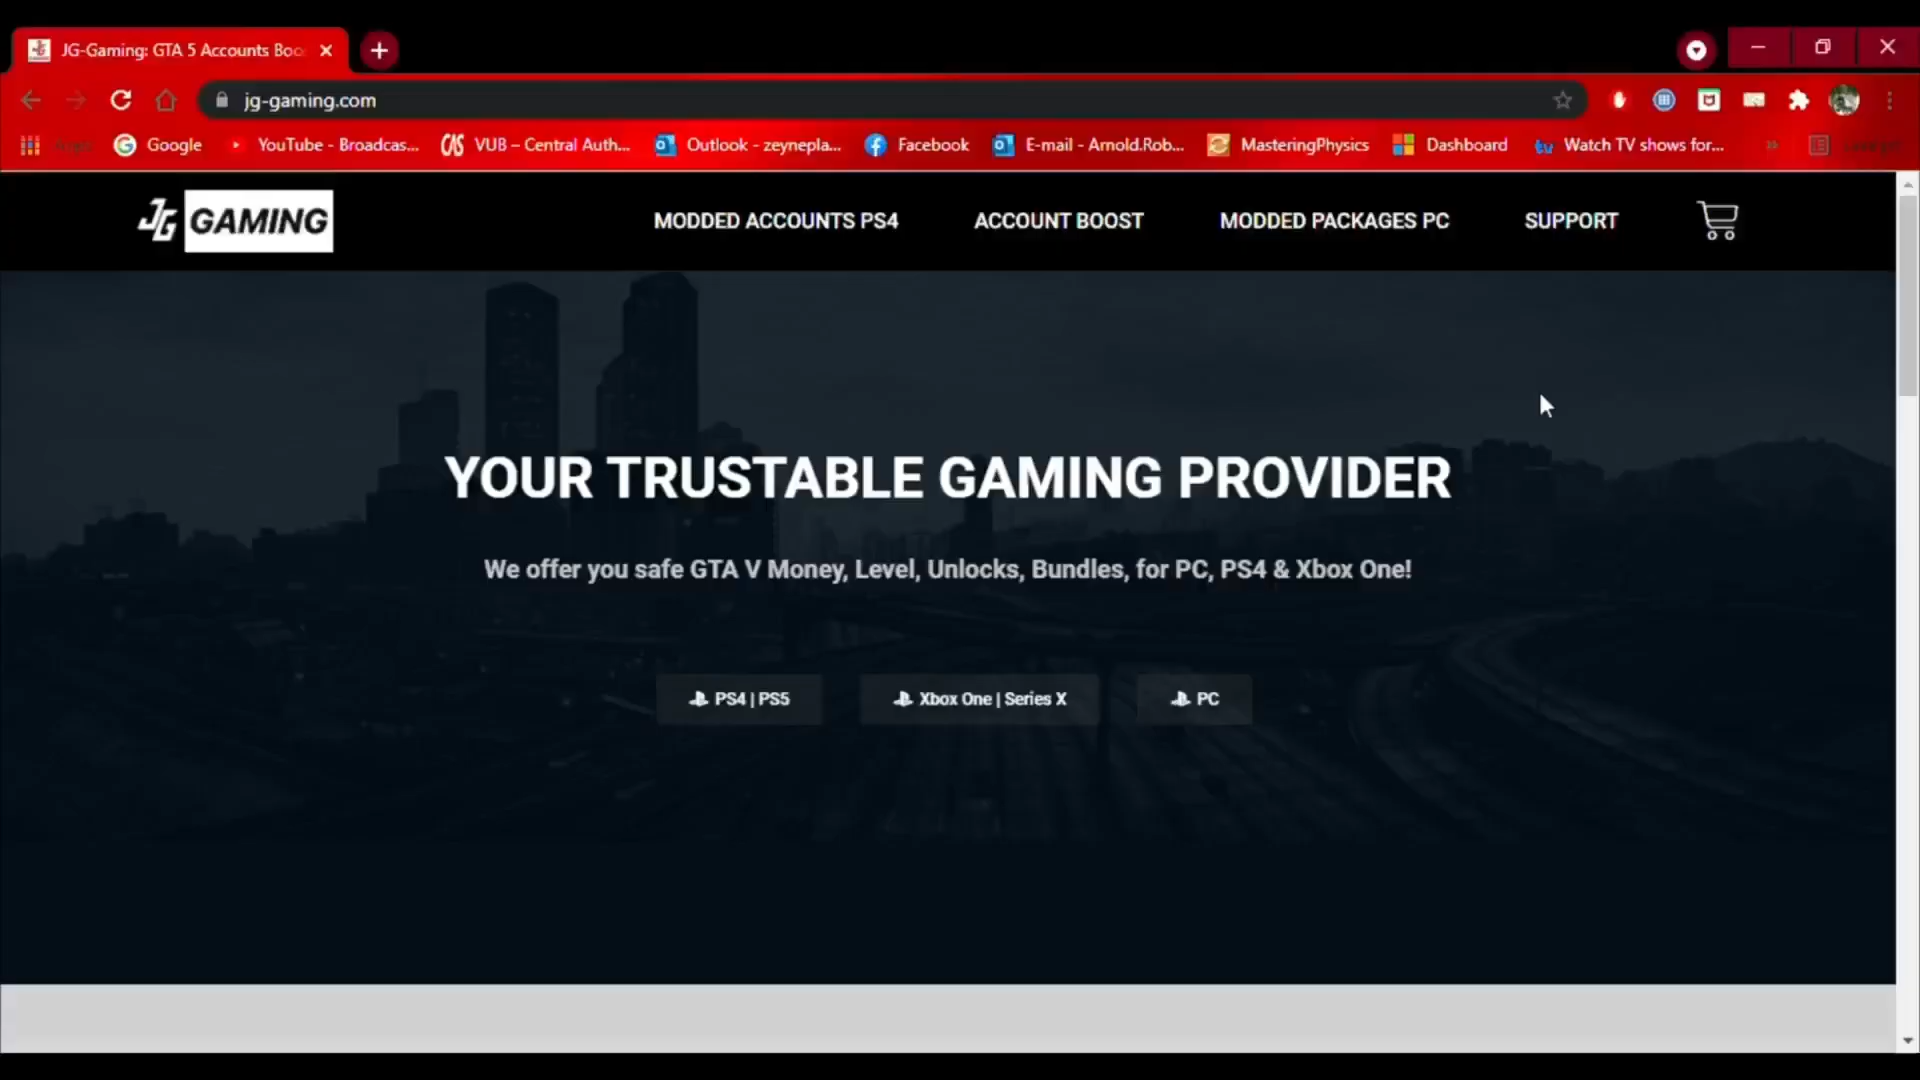 JG-Gaming: GTA 5 Accounts Boo
jg-gaming.com
Google
YouTube - Broadcas...
VUB – Central Auth...
Outlook - zeynepla...
Facebook
E-mail - Arnold.Rob...
MasteringPhysics
Dashboard
Watch TV shows for...
JG GAMING
MODDED ACCOUNTS PS4
ACCOUNT BOOST
MODDED PACKAGES PC
SUPPORT
YOUR TRUSTABLE GAMING PROVIDER
We offer you safe GTA V Money, Level, Unlocks, Bundles, for PC, PS4 & Xbox One!
PS4 | PS5
Xbox One | Series X
PC